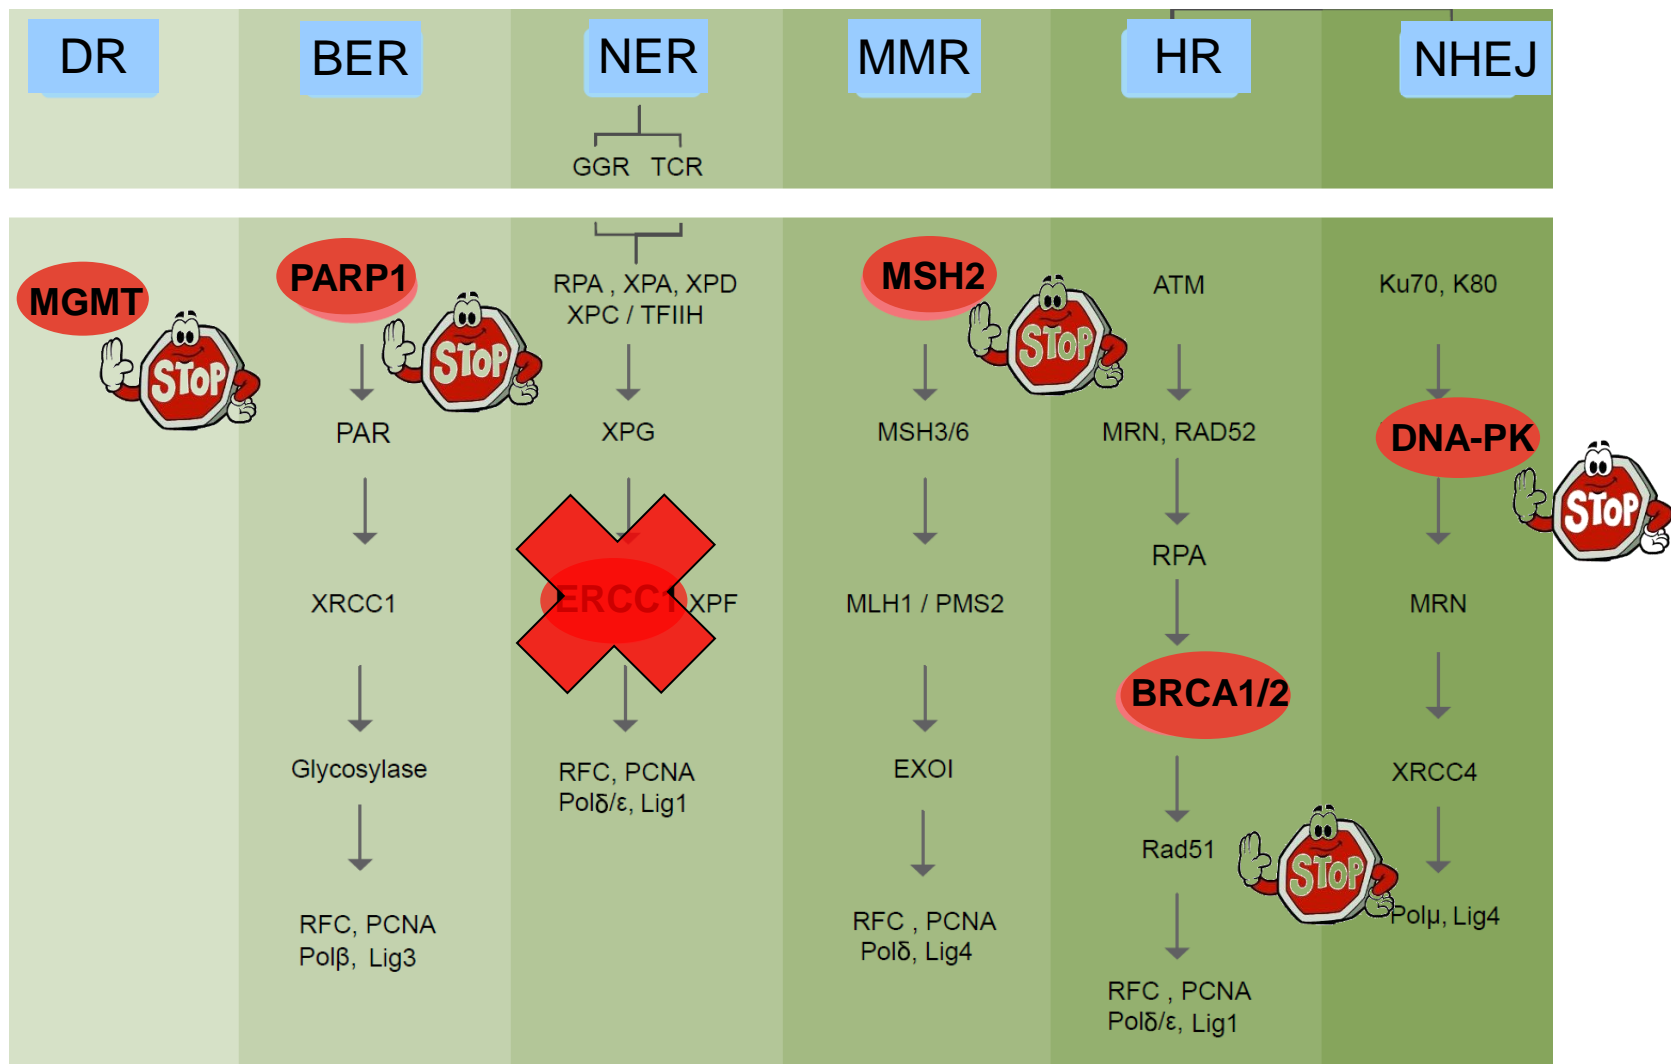 DR
BER
NER
MMR
HR
NHEJ
GGR TCR
MGMT
STOP
PARP1
STOP
PAR
XRCC1
Glycosylase
RFC, PCNA
Polβ, Lig3
RPA , XPA, XPD
XPC / TFIIH
XPG
ERCC1 XPF
RFC, PCNA
Polδ/ε, Lig1
MSH2
STOP
MSH3/6
MLH1 / PMS2
EXOI
RFC , PCNA
Polδ, Lig4
ATM
MRN, RAD52
RPA
BRCA1/2
Rad51
STOP
RFC , PCNA
Polδ/ε, Lig1
Ku70, K80
DNA-PK
STOP
MRN
XRCC4
Polμ, Lig4